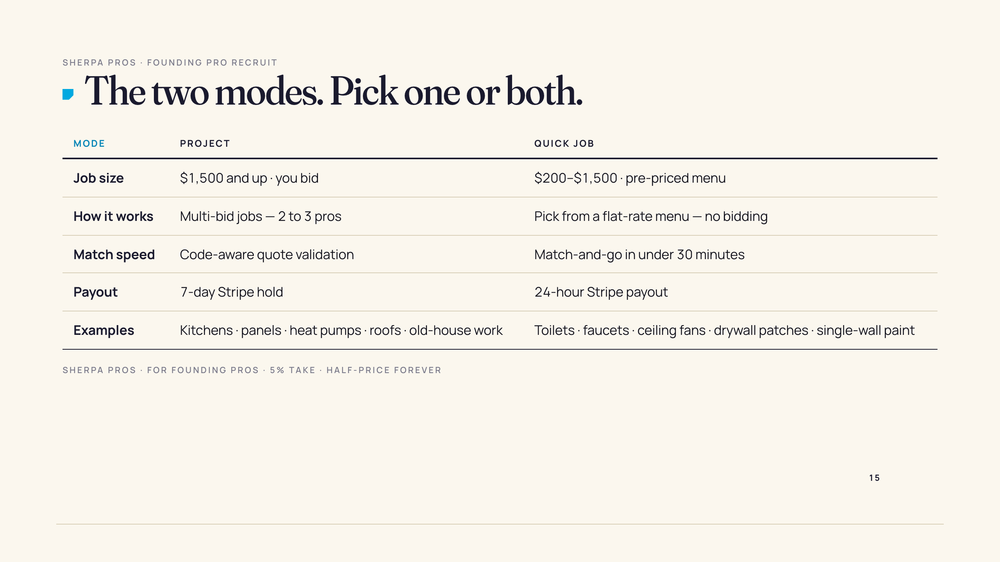 SHERPA PROS · FOUNDING PRO RECRUIT
The two modes. Pick one or both.
MODE PROJECT QUICK JOB
Job size $1,500 and up · you bid $200–$1,500 · pre-priced menu
How it works Multi-bid jobs — 2 to 3 pros Pick from a flat-rate menu — no bidding
Match speed Code-aware quote validation Match-and-go in under 30 minutes
Payout 7-day Stripe hold 24-hour Stripe payout
Examples Kitchens · panels · heat pumps · roofs · old-house work Toilets · faucets · ceiling fans · drywall patches · single-wall paint
SHERPA PROS · FOR FOUNDING PROS · 5% TAKE · HALF-PRICE FOREVER
15